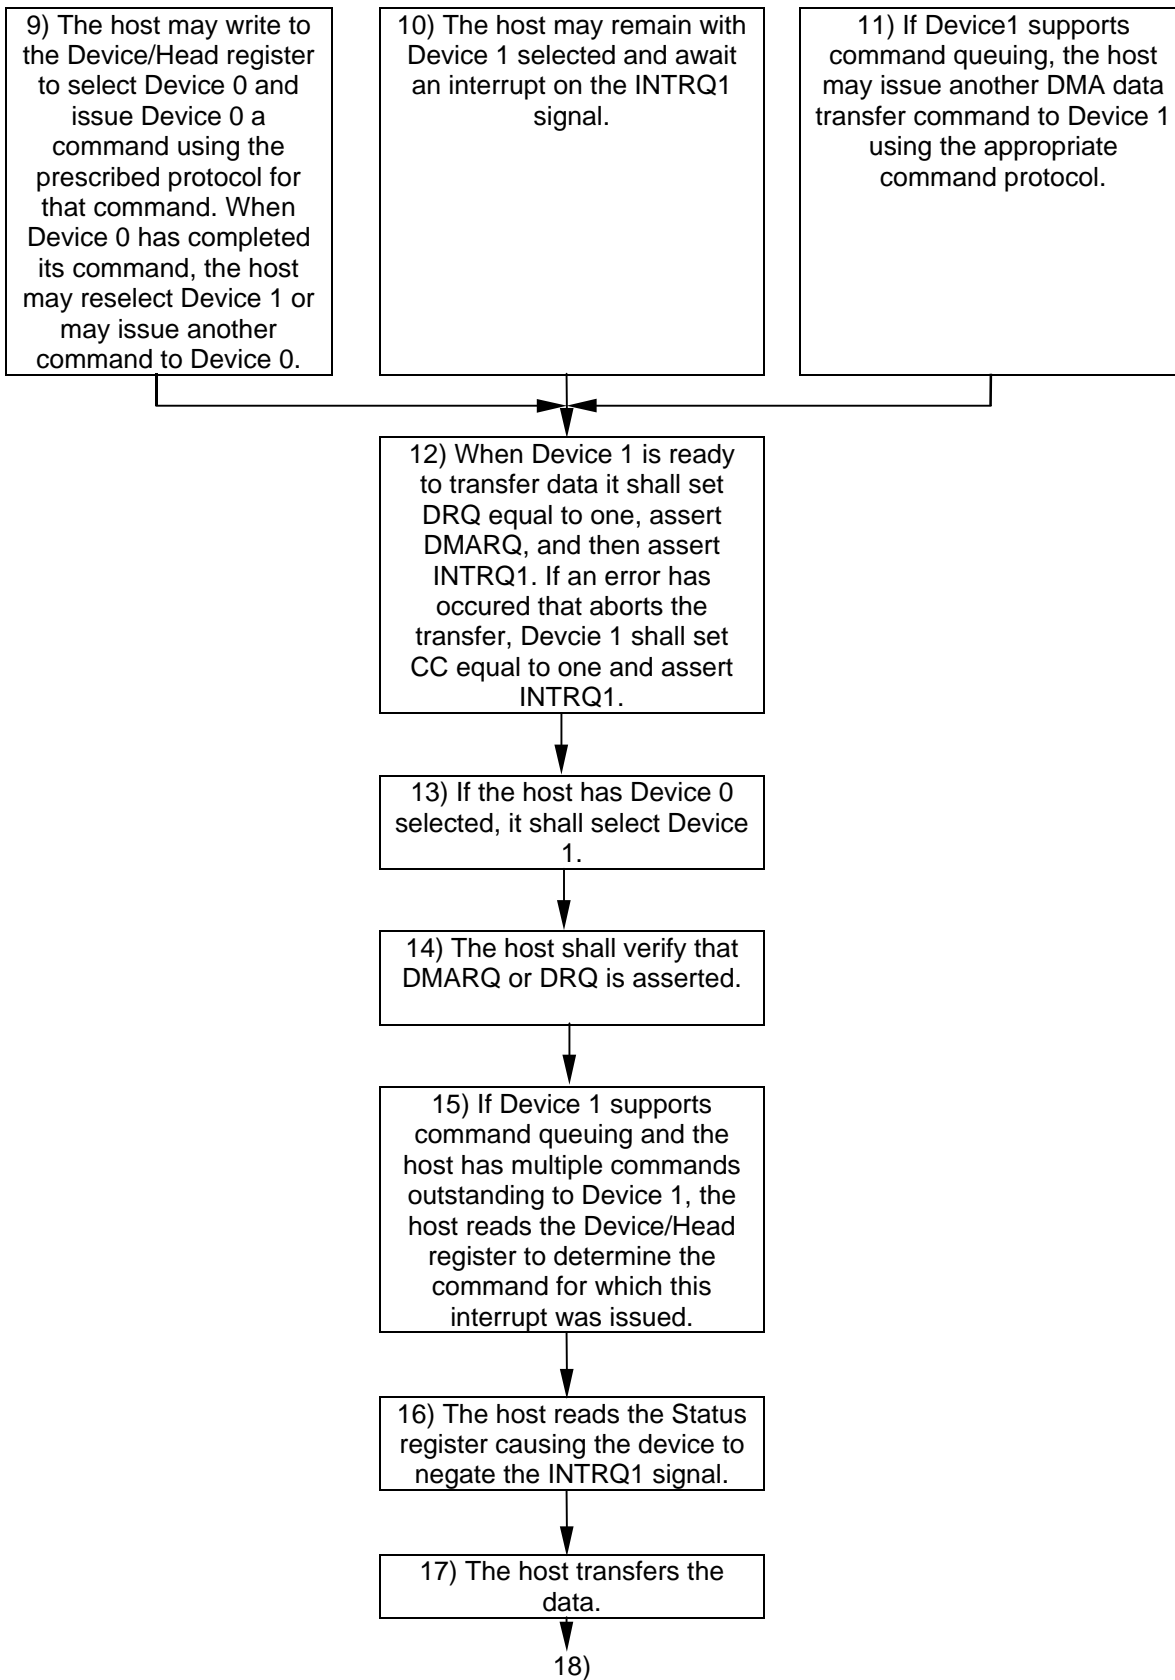 9) The host may write to
the Device/Head register
to select Device 0 and
issue Device 0 a
command using the
prescribed protocol for
that command. When
Device 0 has completed
its command, the host
may reselect Device 1 or
may issue another
command to Device 0.
10) The host may remain with
Device 1 selected and await
an interrupt on the INTRQ1
signal.
11) If Device1 supports
command queuing, the host
may issue another DMA data
transfer command to Device 1
using the appropriate
command protocol.
12) When Device 1 is ready
to transfer data it shall set
DRQ equal to one, assert
DMARQ, and then assert
INTRQ1. If an error has
occured that aborts the
transfer, Devcie 1 shall set
CC equal to one and assert
INTRQ1.
13) If the host has Device 0
selected, it shall select Device
1.
14) The host shall verify that
DMARQ or DRQ is asserted.
15) If Device 1 supports
command queuing and the
host has multiple commands
outstanding to Device 1, the
host reads the Device/Head
register to determine the
command for which this
interrupt was issued.
16) The host reads the Status
register causing the device to
negate the INTRQ1 signal.
17) The host transfers the
data.
18)